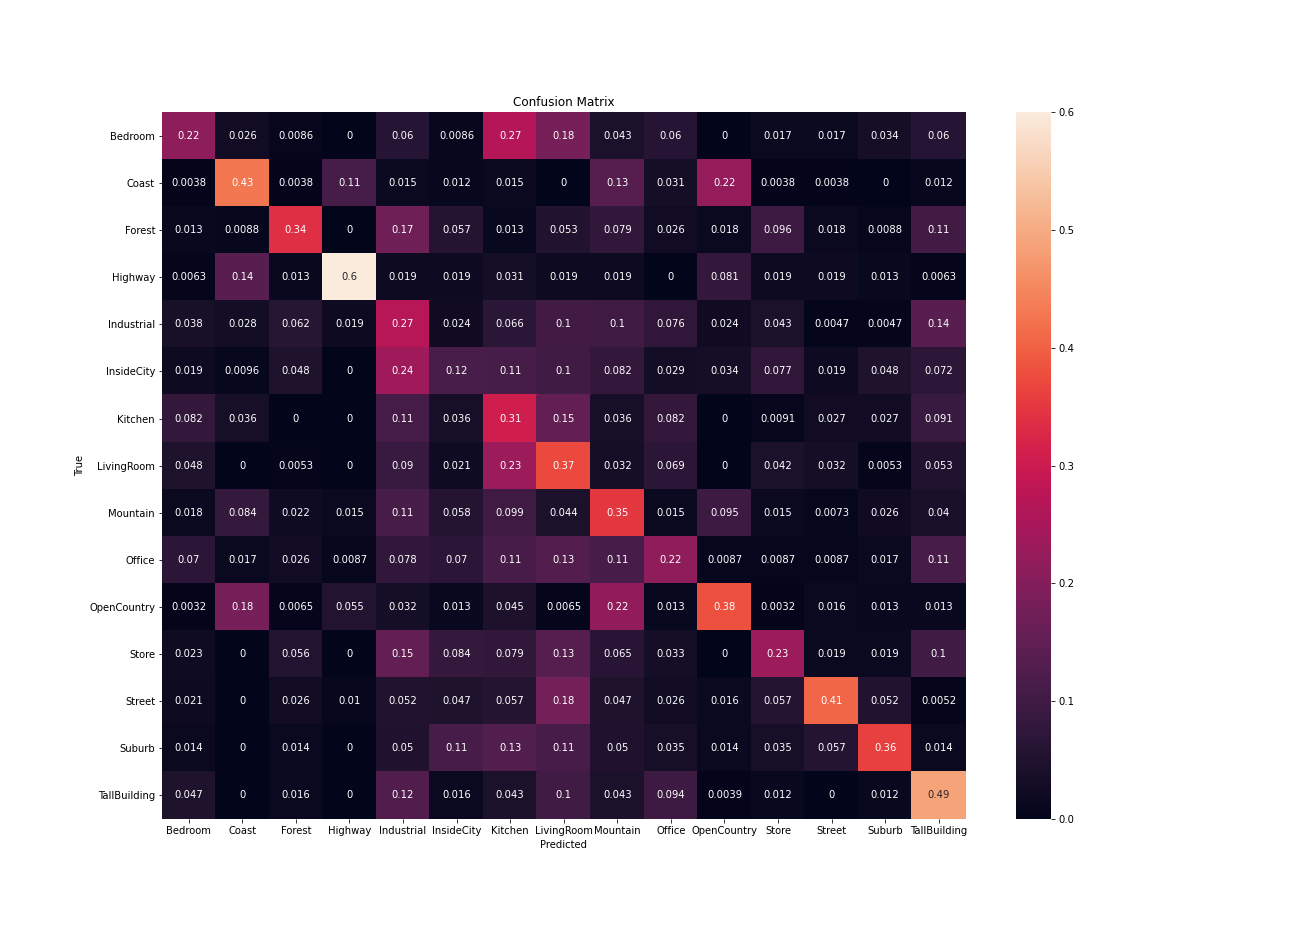 Confusion Matrix
Bedroom 0.22 0.026 0.0086 0 0.06 0.0086 0.27 0.18 0.043 0.06 0 0.017 0.017 0.034 0.06
Coast 0.0038 0.43 0.0038 0.11 0.015 0.012 0.015 0 0.13 0.031 0.22 0.0038 0.0038 0 0.012
Forest 0.013 0.0088 0.34 0 0.17 0.057 0.013 0.053 0.079 0.026 0.018 0.096 0.018 0.0088 0.11
Highway 0.0063 0.14 0.013 0.6 0.019 0.019 0.031 0.019 0.019 0 0.081 0.019 0.019 0.013 0.0063
Industrial 0.038 0.028 0.062 0.019 0.27 0.024 0.066 0.1 0.1 0.076 0.024 0.043 0.0047 0.0047 0.14
InsideCity 0.019 0.0096 0.048 0 0.24 0.12 0.11 0.1 0.082 0.029 0.034 0.077 0.019 0.048 0.072
Kitchen 0.082 0.036 0 0 0.11 0.036 0.31 0.15 0.036 0.082 0 0.0091 0.027 0.027 0.091
LivingRoom 0.048 0 0.0053 0 0.09 0.021 0.23 0.37 0.032 0.069 0 0.042 0.032 0.0053 0.053
Mountain 0.018 0.084 0.022 0.015 0.11 0.058 0.099 0.044 0.35 0.015 0.095 0.015 0.0073 0.026 0.04
Office 0.07 0.017 0.026 0.0087 0.078 0.07 0.11 0.13 0.11 0.22 0.0087 0.0087 0.0087 0.017 0.11
OpenCountry 0.0032 0.18 0.0065 0.055 0.032 0.013 0.045 0.0065 0.22 0.013 0.38 0.0032 0.016 0.013 0.013
Store 0.023 0 0.056 0 0.15 0.084 0.079 0.13 0.065 0.033 0 0.23 0.019 0.019 0.1
Street 0.021 0 0.026 0.01 0.052 0.047 0.057 0.18 0.047 0.026 0.016 0.057 0.41 0.052 0.0052
Suburb 0.014 0 0.014 0 0.05 0.11 0.13 0.11 0.05 0.035 0.014 0.035 0.057 0.36 0.014
TallBuilding 0.047 0 0.016 0 0.12 0.016 0.043 0.1 0.043 0.094 0.0039 0.012 0 0.012 0.49
Bedroom Coast Forest Highway Industrial InsideCity Kitchen LivingRoom Mountain Office OpenCountry Store Street Suburb TallBuilding
Predicted
True
0.6
0.5
0.4
0.3
0.2
0.1
0.0